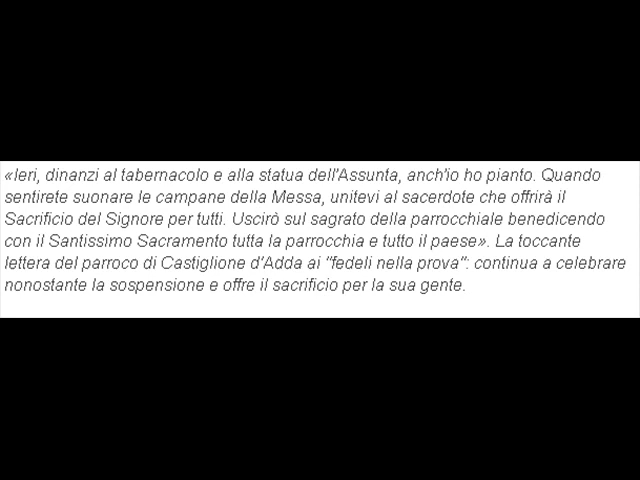 «Ieri, dinanzi al tabernacolo e alla statua dell'Assunta, anch'io ho pianto. Quando
sentirete suonare le campane della Messa, unitevi al sacerdote che offrirà il
Sacrificio del Signore per tutti. Uscirò sul sagrato della parrocchiale benedicendo
con il Santissimo Sacramento tutta la parrocchia e tutto il paese». La toccante
lettera del parroco di Castiglione d'Adda ai "fedeli nella prova": continua a celebrare
nonostante la sospensione e offre il sacrificio per la sua gente.